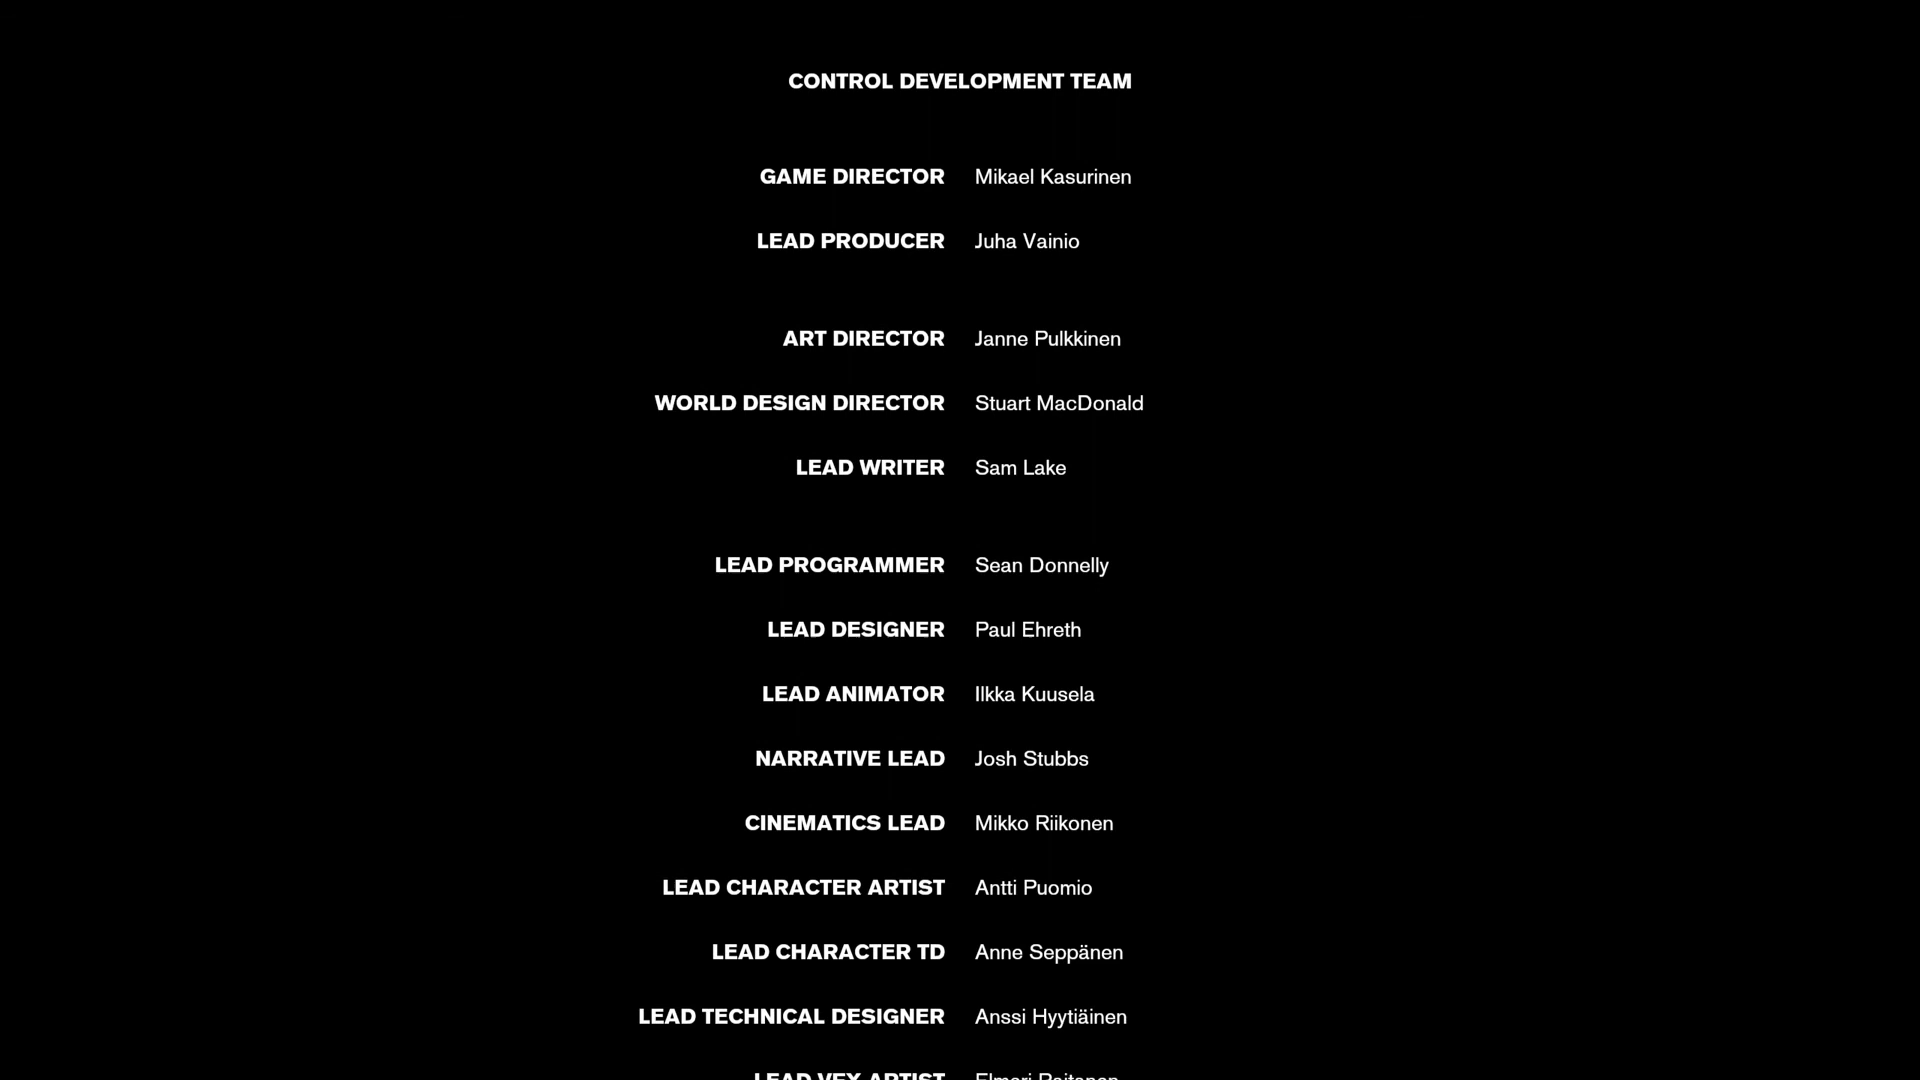 CONTROL DEVELOPMENT TEAM
GAME DIRECTOR Mikael Kasurinen
LEAD PRODUCER Juha Vainio
ART DIRECTOR Janne Pulkkinen
WORLD DESIGN DIRECTOR Stuart MacDonald
LEAD WRITER Sam Lake
LEAD PROGRAMMER Sean Donnelly
LEAD DESIGNER Paul Ehreth
LEAD ANIMATOR Ilkka Kuusela
NARRATIVE LEAD Josh Stubbs
CINEMATICS LEAD Mikko Riikonen
LEAD CHARACTER ARTIST Antti Puomio
LEAD CHARACTER TD Anne Seppänen
LEAD TECHNICAL DESIGNER Anssi Hyytiäinen
LEAD ARTIST